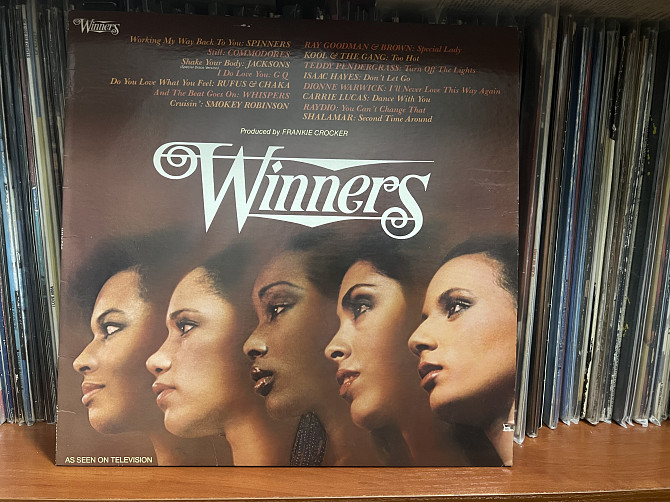 Winners
Working My Way Back To You: SPINNERS
Still: COMMODORES
Shake Your Body: JACKSONS
I Do Love You: G Q
Do You Love What You Feel: RUFUS & CHAKA
And The Beat Goes On: WHISPERS
Cruisin': SMOKEY ROBINSON
RAY GOODMAN & BROWN: Special Lady
KOOL & THE GANG: Too Hot
TEDDY PENDERGRASS: Turn Off The Lights
ISAAC HAYES: Don't Let Go
DIONNE WARWICK: I'll Never Love This Way Again
CARRIE LUCAS: Dance With You
RAYDIO: You Can't Change That
SHALAMAR: Second Time Around
Produced by FRANKIE CROCKER
Winners
AS SEEN ON TELEVISION